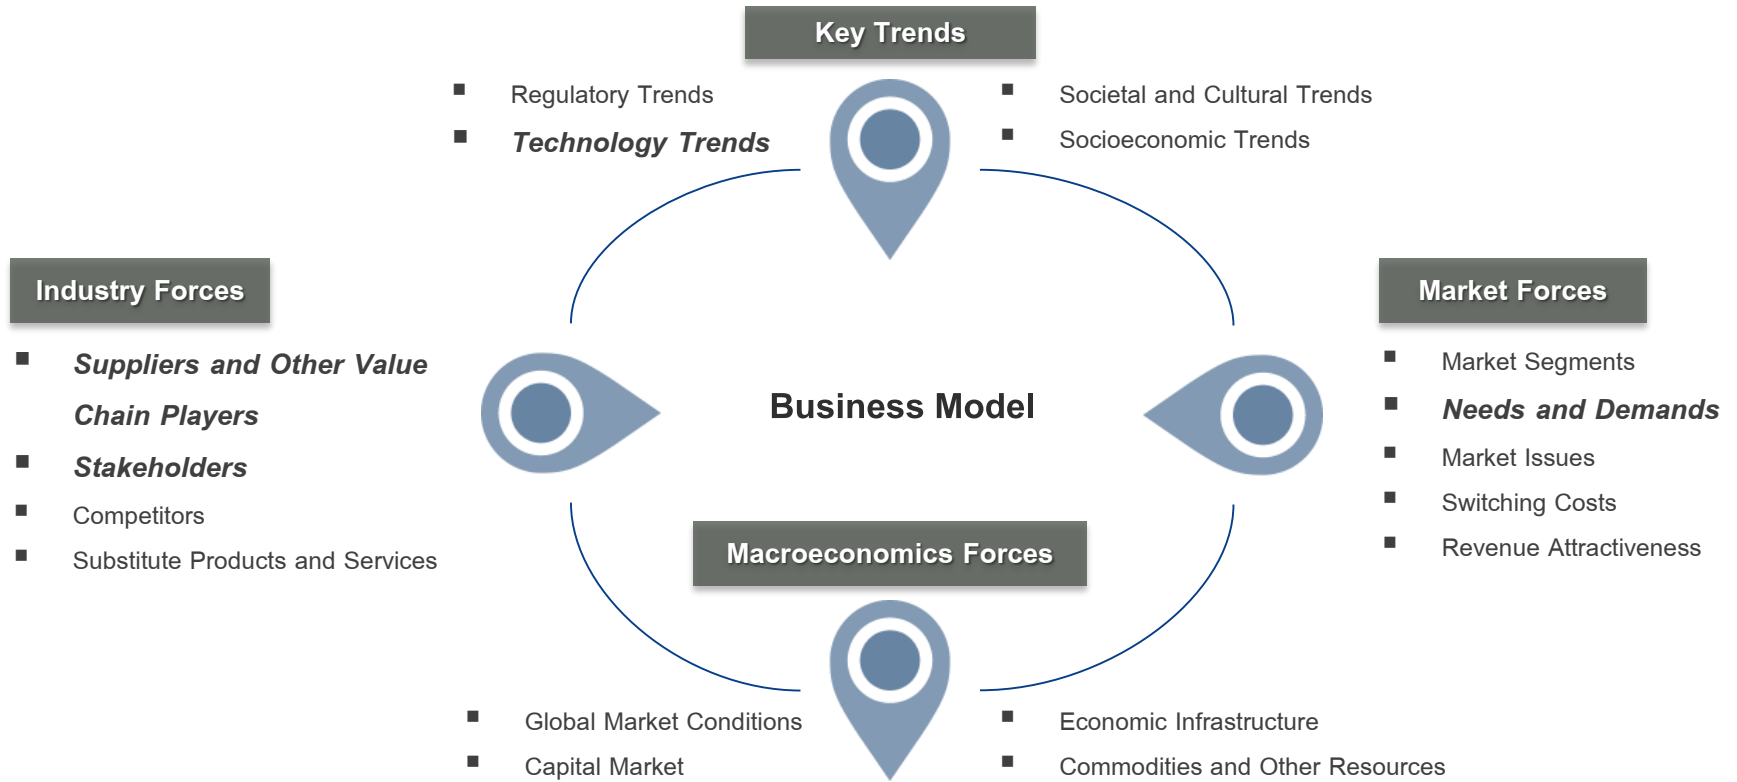 Key Trends
Regulatory Trends
Technology Trends
Societal and Cultural Trends
Socioeconomic Trends
Industry Forces
Suppliers and Other Value
Chain Players
Stakeholders
Competitors
Substitute Products and Services
Business Model
Market Forces
Market Segments
Needs and Demands
Market Issues
Switching Costs
Revenue Attractiveness
Macroeconomics Forces
Global Market Conditions
Capital Market
Economic Infrastructure
Commodities and Other Resources